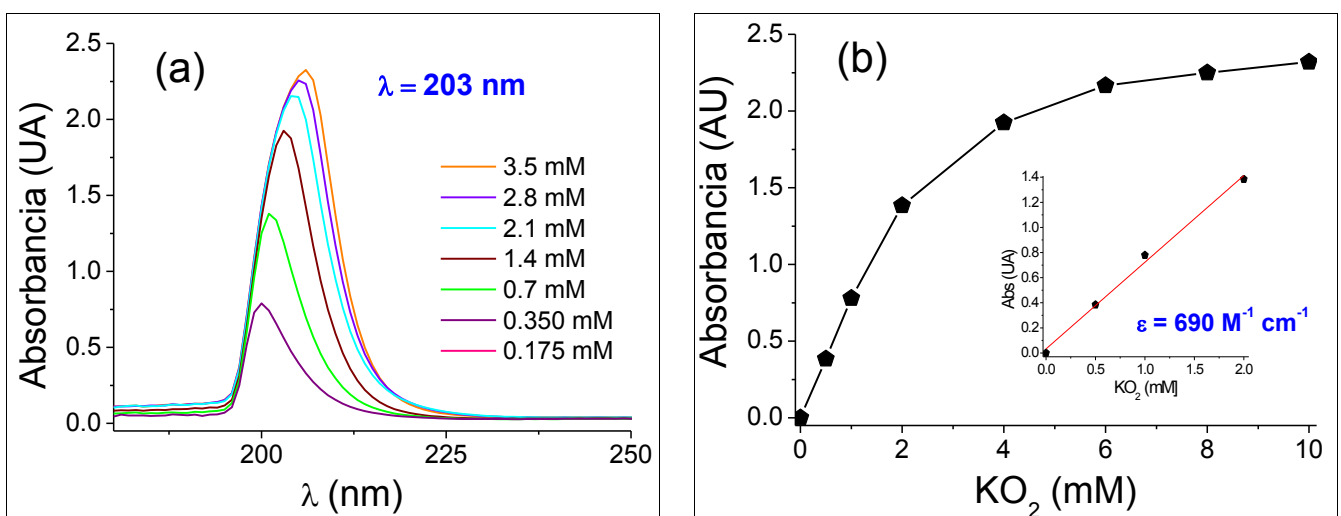 (a)
λ = 203 nm
Absorbancia (UA)
2.5
2.0
1.5
1.0
0.5
0.0
3.5 mM
2.8 mM
2.1 mM
1.4 mM
0.7 mM
0.350 mM
0.175 mM
200
225
250
λ (nm)
(b)
Absorbancia (AU)
2.5
2.0
1.5
1.0
0.5
0.0
0
2
4
6
8
10
KO₂ (mM)
Abs (UA)
1.4
1.2
1.0
0.8
0.6
0.4
0.2
0.0
ε = 690 M⁻¹ cm⁻¹
0.0
0.5
1.0
1.5
2.0
KO₂ [mM]